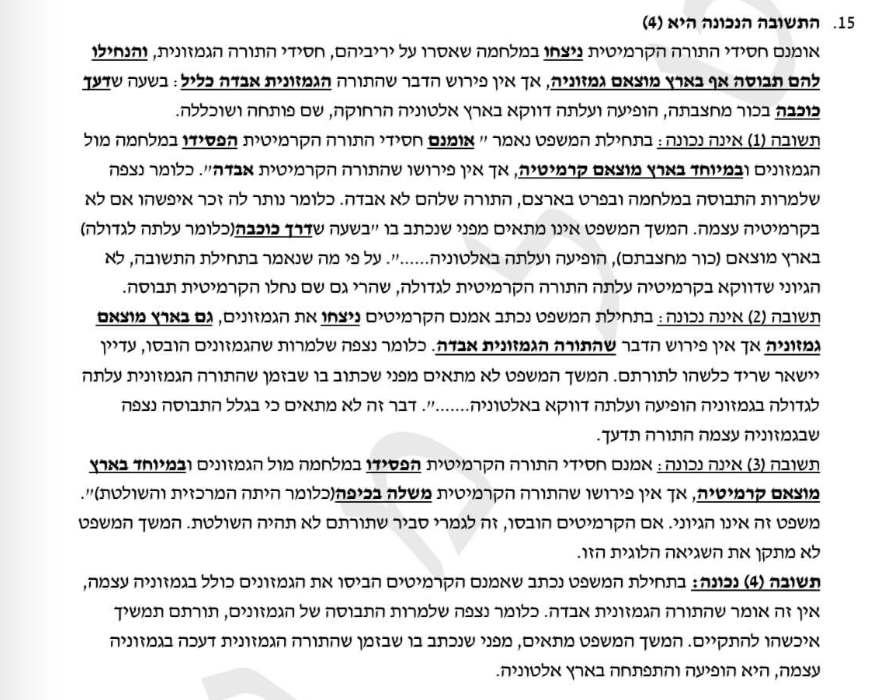 15. התשובה הנכונה היא (4)
אומנם חסידי התורה הקרמיטית ניצחו במלחמה שאסרו על יריביהם, חסידי התורה הגמזונית, והנחילו
להם תבוסה אף בארץ מוצאם גמזוניה, אך אין פירוש הדבר שהתורה הגמזונית אבדה כליל: בשעה שדעך
כוכבה בכור מחצבתה, הופיעה ועלתה דווקא בארץ אלטוניה הרחוקה, שם פותחה ושוכללה.
תשובה (1) אינה נכונה: בתחילת המשפט נאמר " אומנם חסידי התורה הקרמיטית הפסידו במלחמה מול
הגמזונים ובמיוחד בארץ מוצאם קרמיטיה, אך אין פירושו שהתורה הקרמיטית אבדה". כלומר נצפה
שלמרות התבוסה במלחמה ובפרט בארצם, התורה שלהם לא אבדה. כלומר נותר לה זכר איפשהו אם לא
בקרמיטיה עצמה. המשך המשפט אינו מתאים מפני שנכתב בו "בשעה שדרך כוכבה(כלומר עלתה לגדולה)
בארץ מוצאם (כור מחצבתם), הופיעה ועלתה באלטוניה......". על פי מה שנאמר בתחילת התשובה, לא
הגיוני שדווקא בקרמיטיה עלתה התורה הקרמיטית לגדולה, שהרי גם שם נחלו הקרמיטית תבוסה.
תשובה (2) אינה נכונה: בתחילת המשפט נכתב אמנם הקרמיטים ניצחו את הגמזונים, גם בארץ מוצאם
גמזוניה אך אין פירוש הדבר שהתורה הגמזונית אבדה. כלומר נצפה שלמרות שהגמזונים הובסו, עדיין
יישאר שריד כלשהו לתורתם. המשך המשפט לא מתאים מפני שכתוב בו שבזמן שהתורה הגמזונית עלתה
לגדולה בגמזוניה הופיעה ועלתה דווקא באלטוניה.......". דבר זה לא מתאים כי בגלל התבוסה נצפה
שבגמזוניה עצמה התורה תדעך.
תשובה (3) אינה נכונה: אמנם חסידי התורה הקרמיטית הפסידו במלחמה מול הגמזונים ובמיוחד בארץ
מוצאם קרמיטיה, אך אין פירושו שהתורה הקרמיטית משלה בכיפה(כלומר היתה המרכזית והשולטת)".
משפט זה אינו הגיוני. אם הקרמיטים הובסו, זה לגמרי סביר שתורתם לא תהיה השולטת. המשך המשפט
לא מתקן את השגיאה הלוגית הזו.
תשובה (4) נכונה: בתחילת המשפט נכתב שאמנם הקרמיטים הביסו את הגמזונים כולל בגמזוניה עצמה,
אין זה אומר שהתורה הגמזונית אבדה. כלומר נצפה שלמרות התבוסה של הגמזונים, תורתם תמשיך
איכשהו להתקיים. המשך המשפט מתאים, מפני שנכתב בו שבזמן שהתורה הגמזונית דעכה בגמזוניה
עצמה, היא הופיעה והתפתחה בארץ אלטוניה.